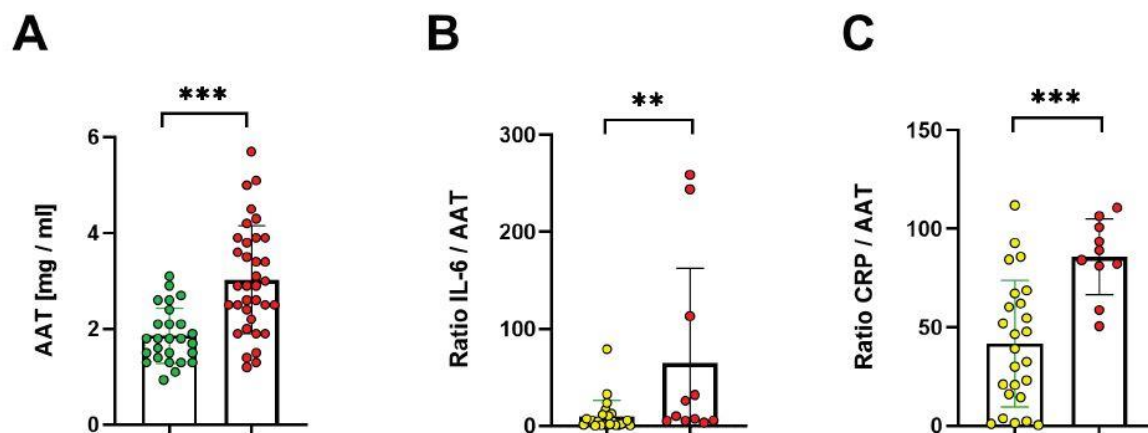 A
***
AAT [mg / ml]
6
4
2
0
B
**
Ratio IL-6 / AAT
300
200
100
0
C
***
Ratio CRP / AAT
150
100
50
0